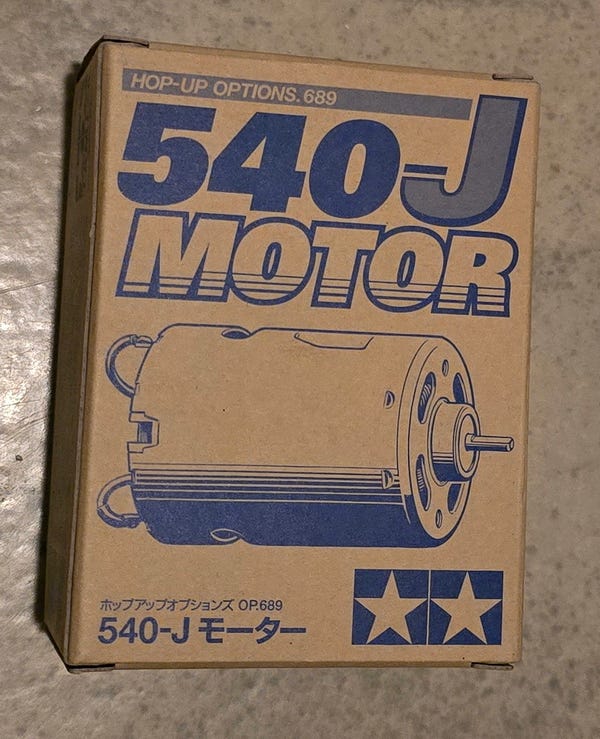 HOP-UP OPTIONS.689
540-J
MOTOR
ホップアップオプションズ OP.689
540-J モーター